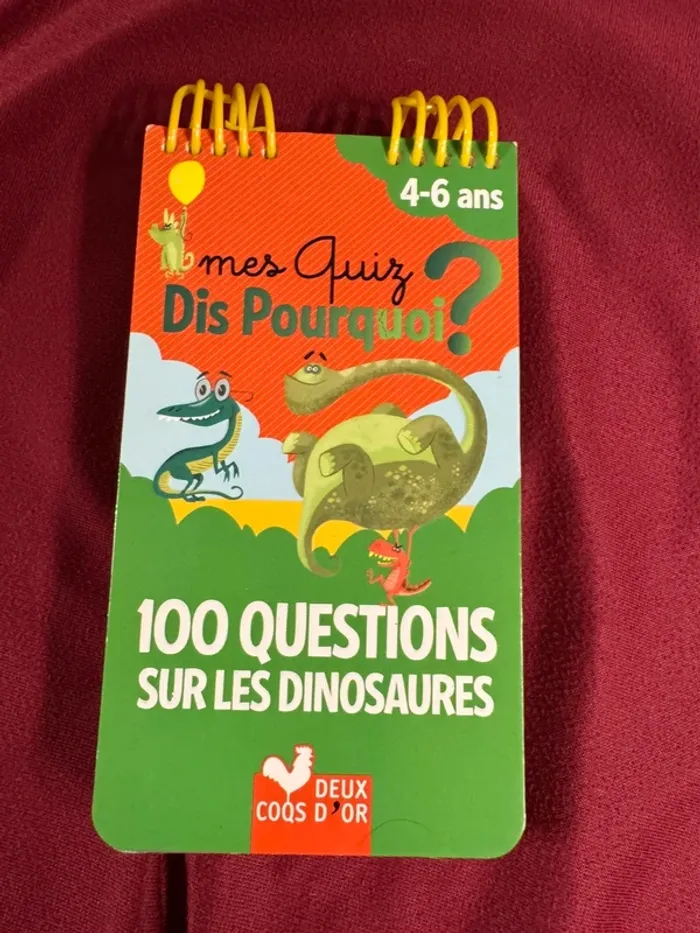 4-6 ans
mes Quiz
Dis Pourquoi ?
100 QUESTIONS
SUR LES DINOSAURES
DEUX
COQS D'OR